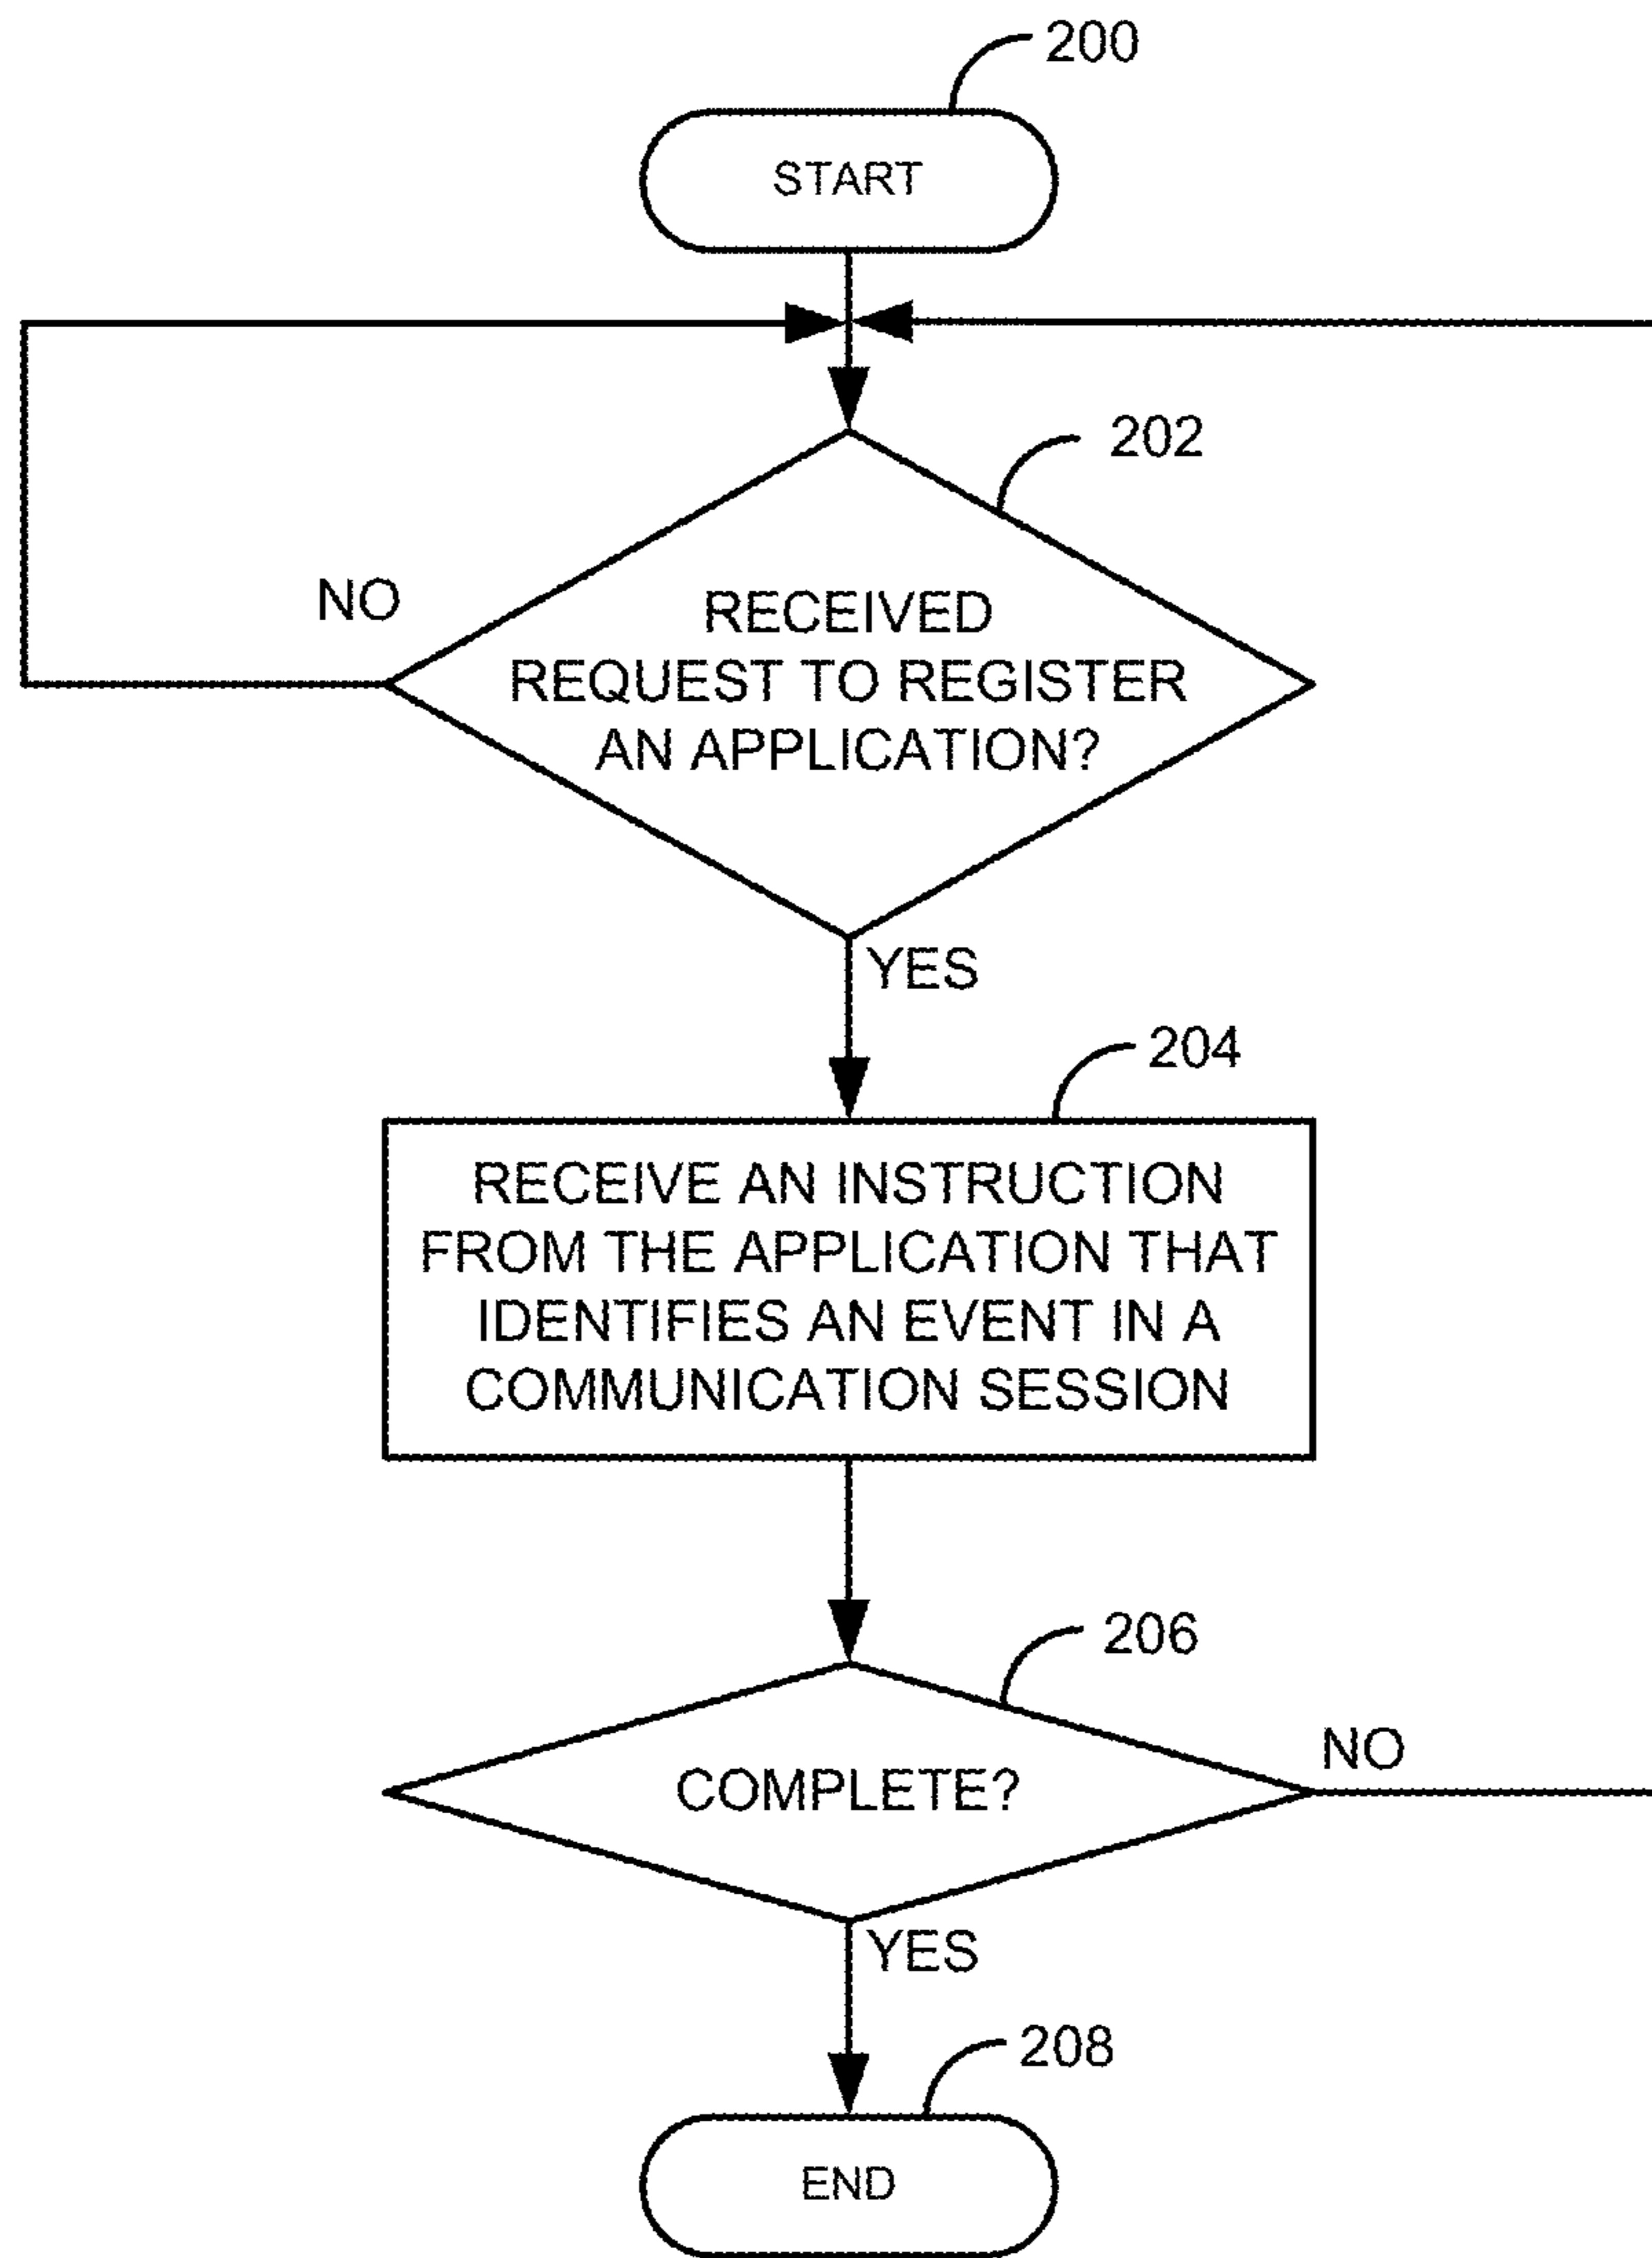 200
START
202
NO
RECEIVED
REQUEST TO REGISTER
AN APPLICATION?
YES
204
RECEIVE AN INSTRUCTION
FROM THE APPLICATION THAT
IDENTIFIES AN EVENT IN A
COMMUNICATION SESSION
206
NO
COMPLETE?
YES
208
END